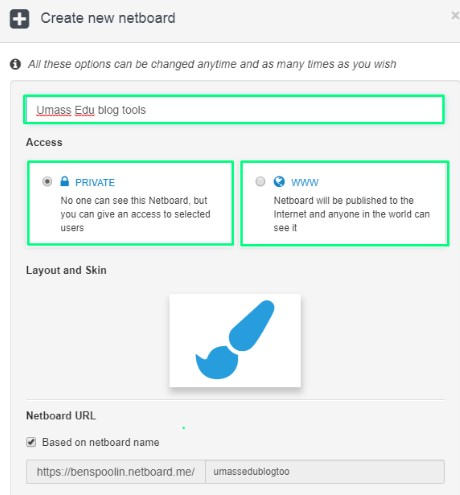 Create new netboard
×
All these options can be changed anytime and as many times as you wish
Umass Edu blog tools
Access
PRIVATE
No one can see this Netboard, but
you can give an access to selected
users
WWW
Netboard will be published to the
Internet and anyone in the world can
see it
Layout and Skin
Netboard URL
Based on netboard name
https://benspoolin.netboard.me/ umassedublogtoo